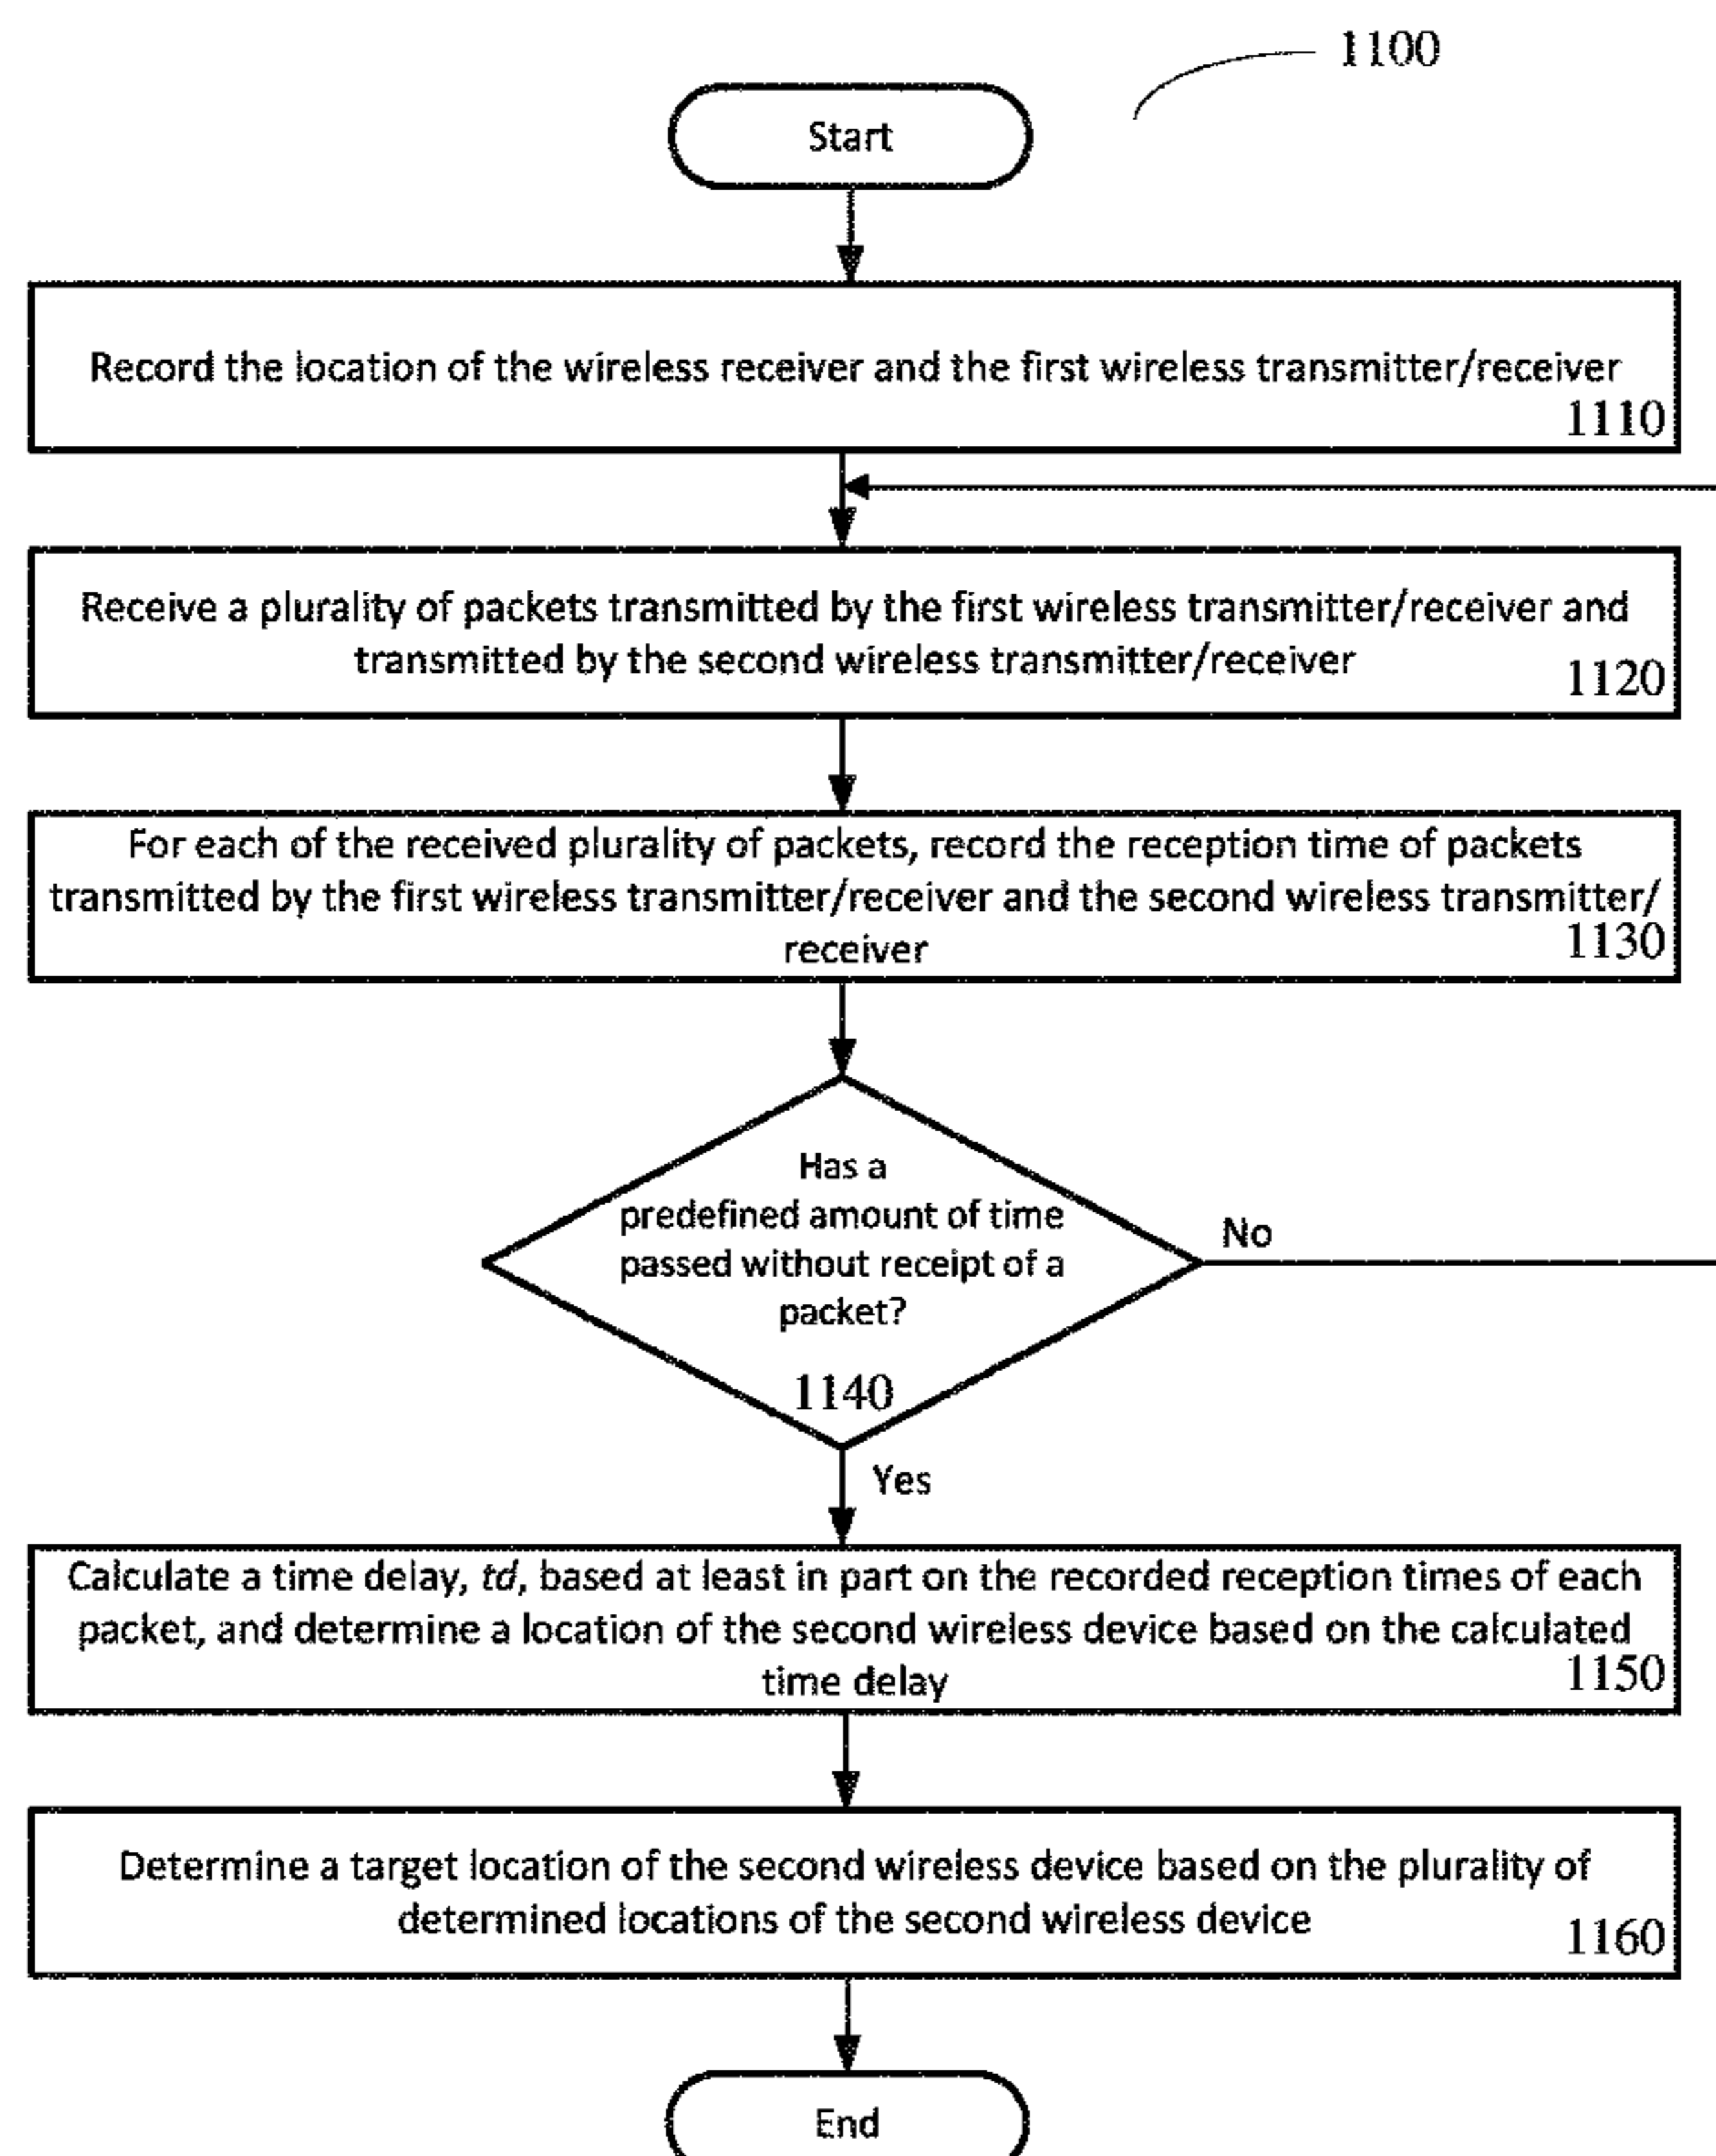 1100
Start
Record the location of the wireless receiver and the first wireless transmitter/receiver
1110
Receive a plurality of packets transmitted by the first wireless transmitter/receiver and
transmitted by the second wireless transmitter/receiver
1120
For each of the received plurality of packets, record the reception time of packets
transmitted by the first wireless transmitter/receiver and the second wireless transmitter/
receiver
1130
Has a
predefined amount of time
passed without receipt of a
packet?
1140
No
Yes
Calculate a time delay, td, based at least in part on the recorded reception times of each
packet, and determine a location of the second wireless device based on the calculated
time delay
1150
Determine a target location of the second wireless device based on the plurality of
determined locations of the second wireless device
1160
End